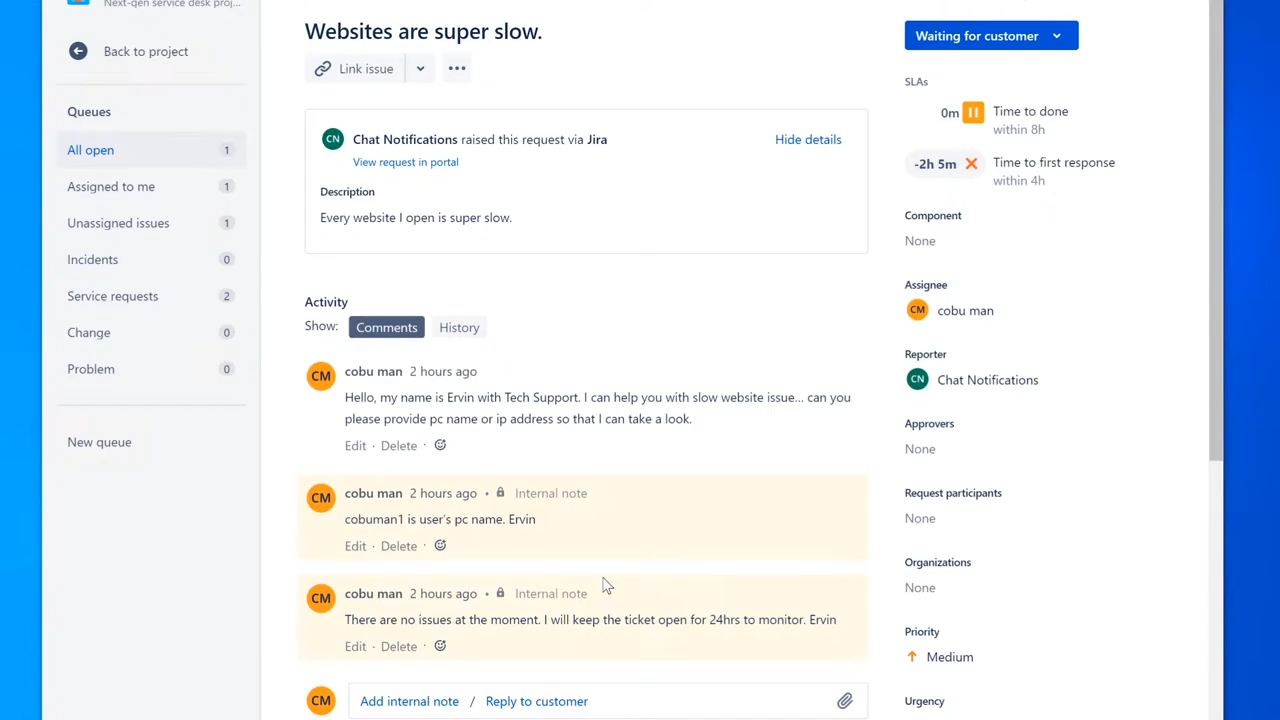 Next-gen service desk proj...
Back to project
Queues
All open 1
Assigned to me 1
Unassigned issues 1
Incidents 0
Service requests 2
Change 0
Problem 0
New queue
Websites are super slow.
Link issue
CN Chat Notifications raised this request via Jira Hide details
View request in portal
Description
Every website I open is super slow.
Activity
Show: Comments History
CM cobu man 2 hours ago
Hello, my name is Ervin with Tech Support. I can help you with slow website issue... can you
please provide pc name or ip address so that I can take a look.
Edit · Delete ·
CM cobu man 2 hours ago • Internal note
cobuman1 is user's pc name. Ervin
Edit · Delete ·
CM cobu man 2 hours ago • Internal note
There are no issues at the moment. I will keep the ticket open for 24hrs to monitor. Ervin
Edit · Delete ·
CM Add internal note / Reply to customer
Waiting for customer
SLAs
0m Time to done
within 8h
-2h 5m Time to first response
within 4h
Component
None
Assignee
CM cobu man
Reporter
CN Chat Notifications
Approvers
None
Request participants
None
Organizations
None
Priority
Medium
Urgency